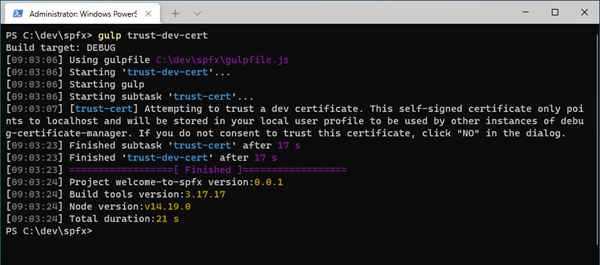 Administrator: Windows PowerS
PS C:\dev\spfx> gulp trust-dev-cert
Build target: DEBUG
[09:03:06] Using gulpfile C:\dev\spfx\gulpfile.js
[09:03:06] Starting 'trust-dev-cert'...
[09:03:06] Starting gulp
[09:03:06] Starting subtask 'trust-cert'...
[09:03:07] [trust-cert] Attempting to trust a dev certificate. This self-signed certificate only poi
nts to localhost and will be stored in your local user profile to be used by other instances of debu
g-certificate-manager. If you do not consent to trust this certificate, click "NO" in the dialog.
[09:03:23] Finished subtask 'trust-cert' after 17 s
[09:03:23] Finished 'trust-dev-cert' after 17 s
[09:03:23] ==================[ Finished ]==================
[09:03:24] Project welcome-to-spfx version:0.0.1
[09:03:24] Build tools version:3.17.17
[09:03:24] Node version:v14.19.0
[09:03:24] Total duration:21 s
PS C:\dev\spfx>